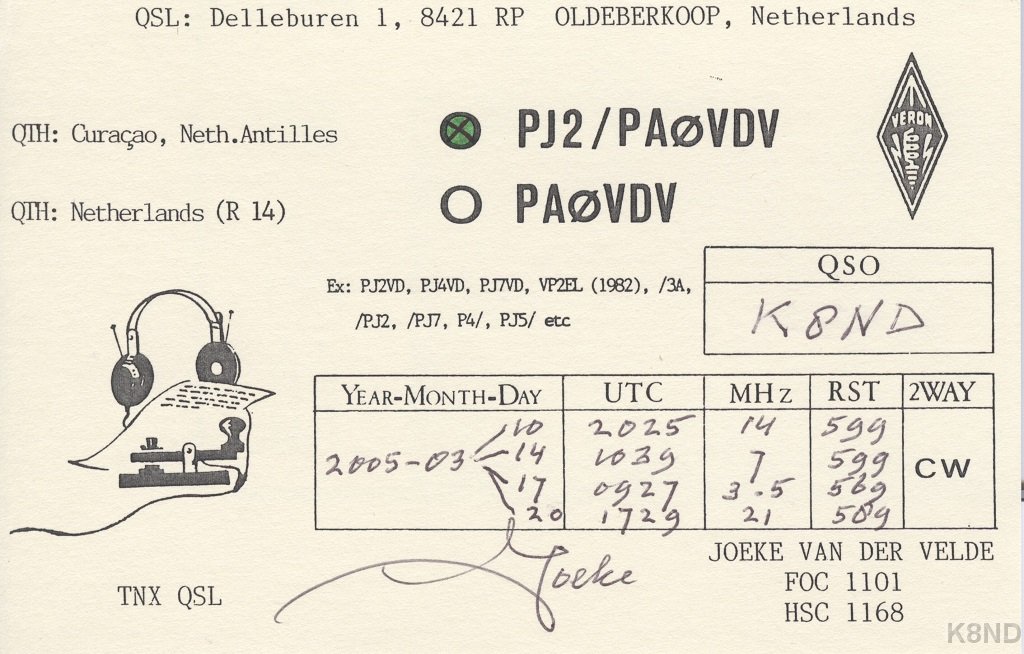 QSL: Delleburen 1, 8421 RP OLDEBERKOOP, Netherlands
QTH: Curaçao, Neth.Antilles PJ2/PAØVDV
VERON
QTH: Netherlands (R 14) PAØVDV
Ex: PJ2VD, PJ4VD, PJ7VD, VP2EL (1982), /3A,
/PJ2, /PJ7, P4/, PJ5/ etc
QSO
K8ND
YEAR-MONTH-DAY UTC MHz RST 2WAY
10 2025 14 599
2005-03 14 1039 7 599 CW
17 0927 3.5 569
20 1729 21 589
Joeke
JOEKE VAN DER VELDE
FOC 1101
HSC 1168
TNX QSL
K8ND